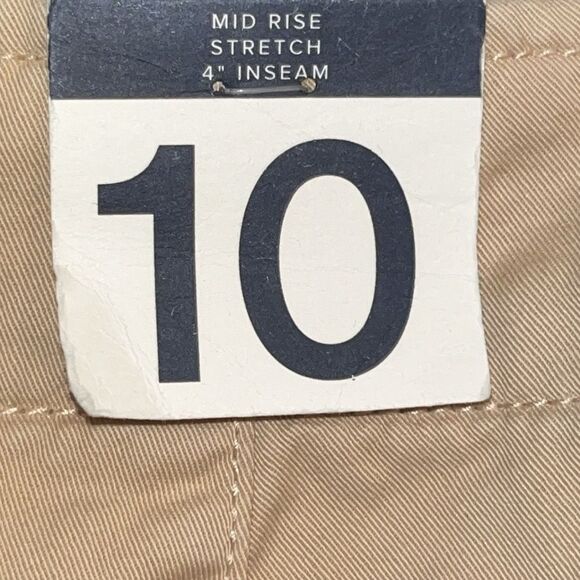 MID RISE
STRETCH
4" INSEAM
10